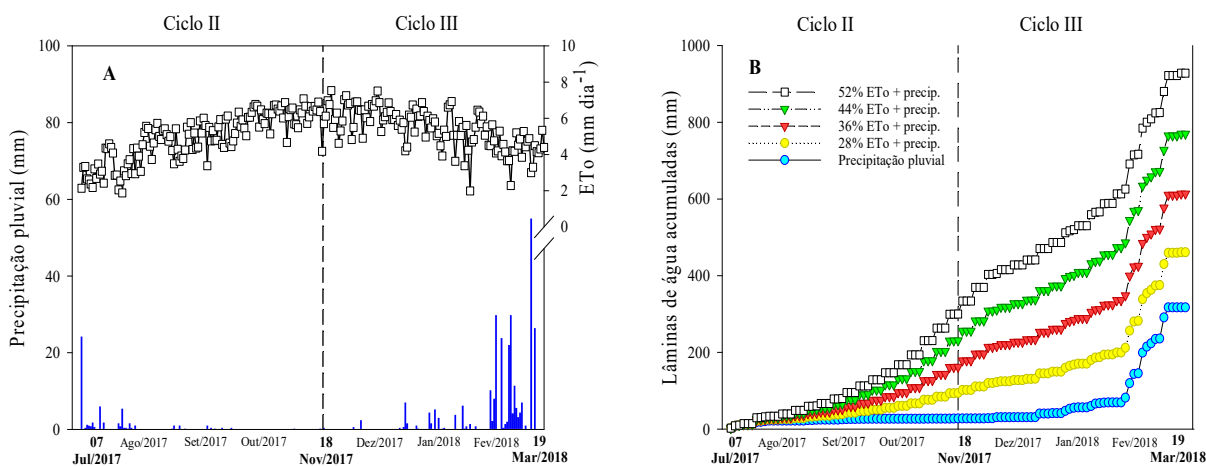 Ciclo II Ciclo III
A
Precipitação pluvial (mm)
100
80
60
40
20
0
10
8
6
4
2
0
ETo (mm dia-1)
07 Ago/2017 Set/2017 Out/2017 18 Dez/2017 Jan/2018 Fev/2018 19
Jul/2017 Nov/2017 Mar/2018
Ciclo II Ciclo III
B
Lâminas de água acumuladas (mm)
1000
800
600
400
200
0
52% ETo + precip.
44% ETo + precip.
36% ETo + precip.
28% ETo + precip.
Precipitação pluvial
07 Ago/2017 Set/2017 Out/2017 18 Dez/2017 Jan/2018 Fev/2018 19
Jul/2017 Nov/2017 Mar/2018